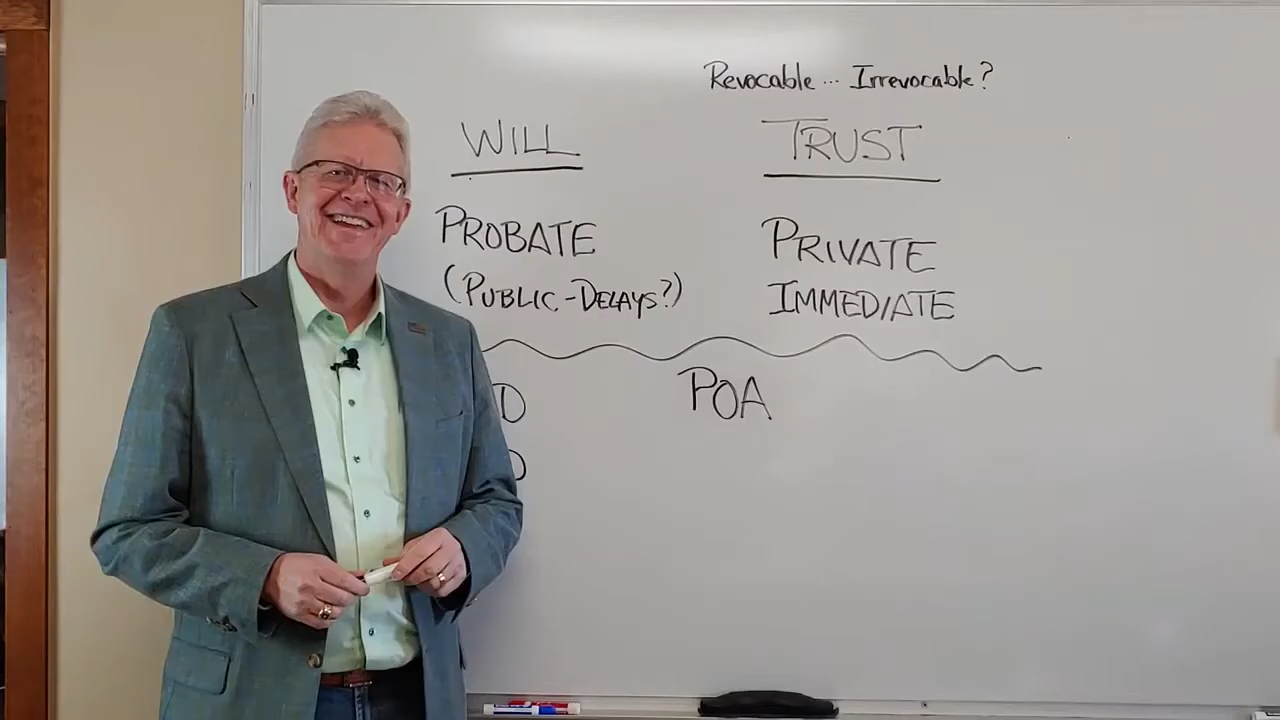 Revocable... Irrevocable?
WILL
TRUST
PROBATE
PRIVATE
(PUBLIC-DELAYS?)
IMMEDIATE
POA